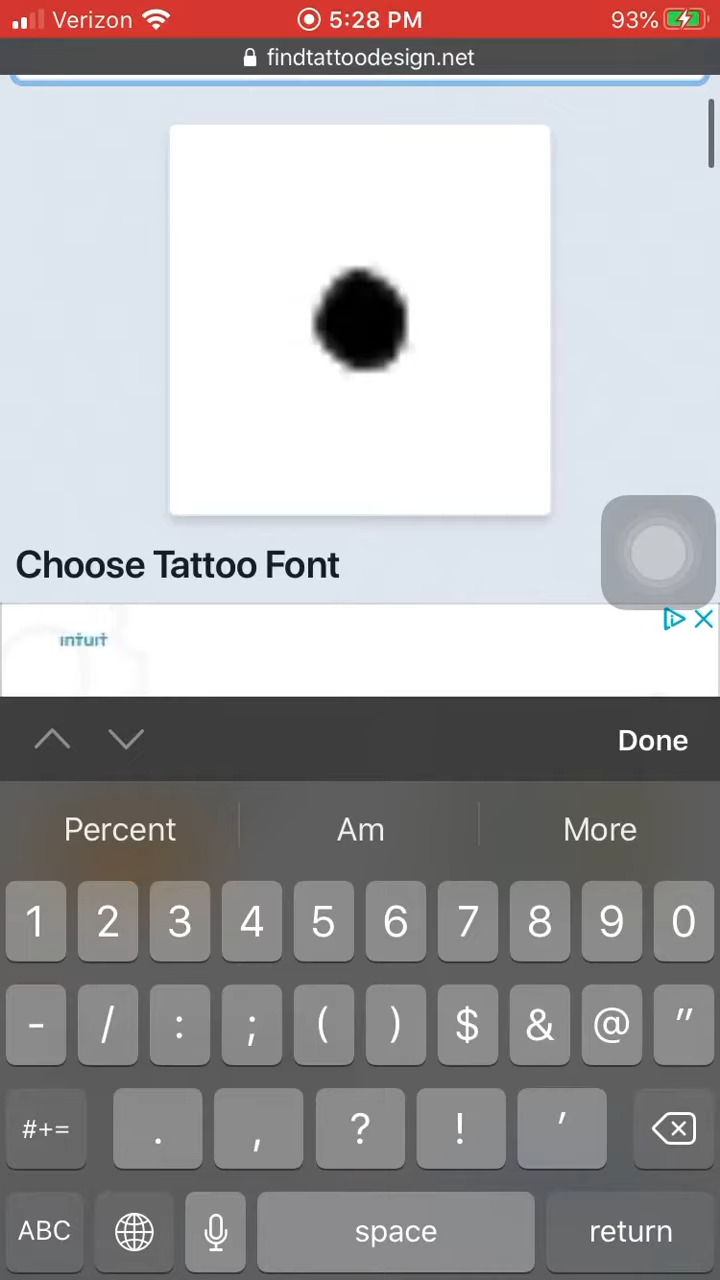 Verizon 5:28 PM 93%
findtattoodesign.net
.
Choose Tattoo Font
intuit
Done
Percent Am More
1 2 3 4 5 6 7 8 9 0
- / : ; ( ) $ & @ "
#+= . , ? ! '
ABC space return